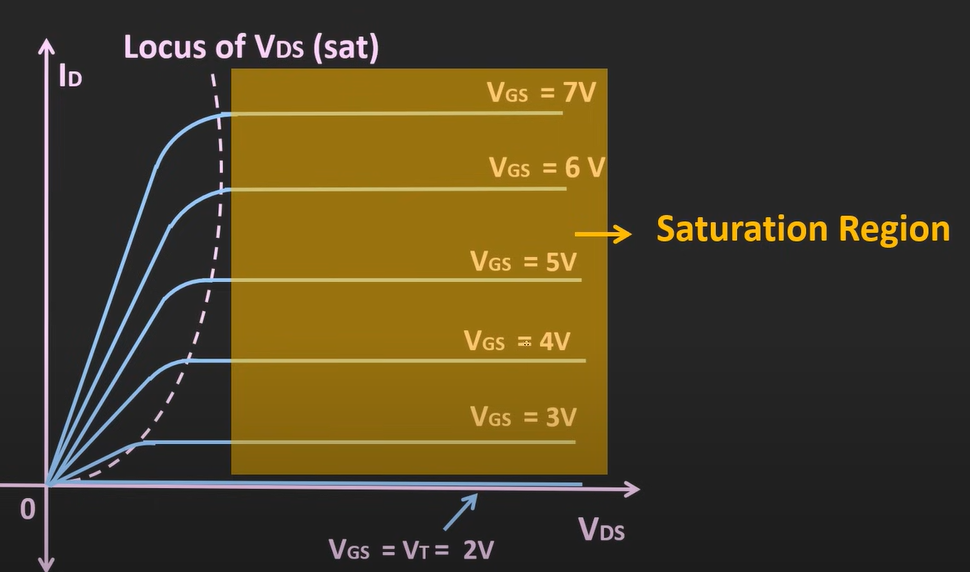 Locus of VDS (sat)
ID
VGS = 7V
VGS = 6 V
Saturation Region
VGS = 5V
VGS = 4V
VGS = 3V
0
VDS
VGS = VT = 2V